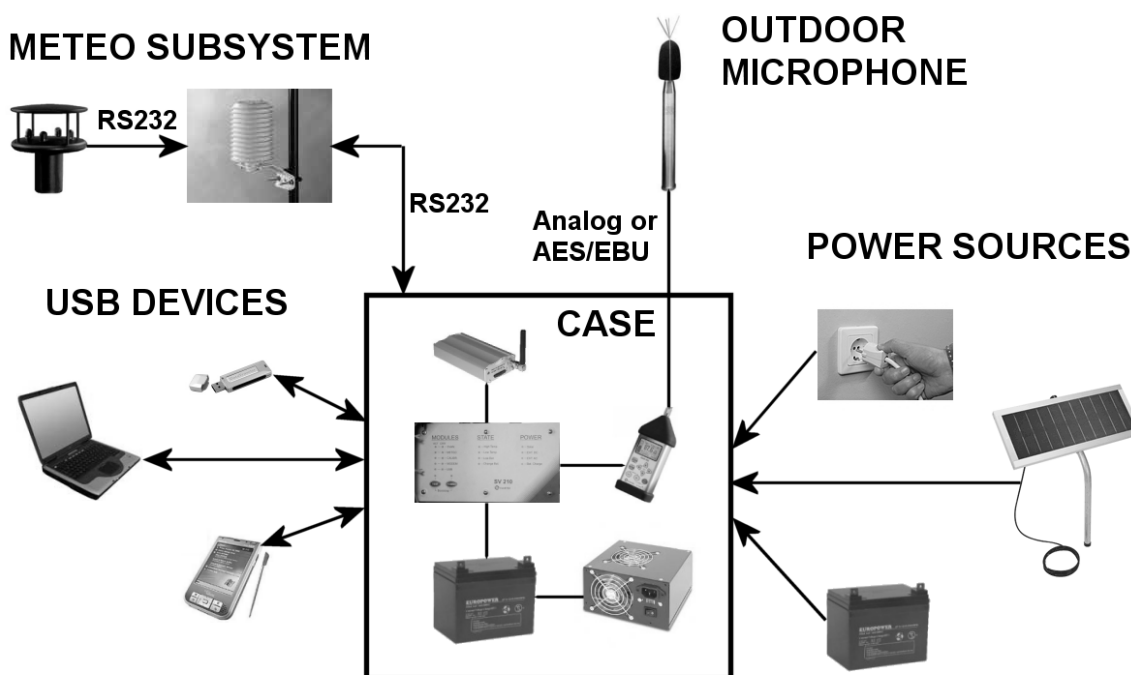 METEO SUBSYSTEM
OUTDOOR
MICROPHONE
RS232
RS232
Analog or
AES/EBU
POWER SOURCES
USB DEVICES
CASE
MODULES
STATE
POWER
SV 210
EUROPOWER
EUROPOWER